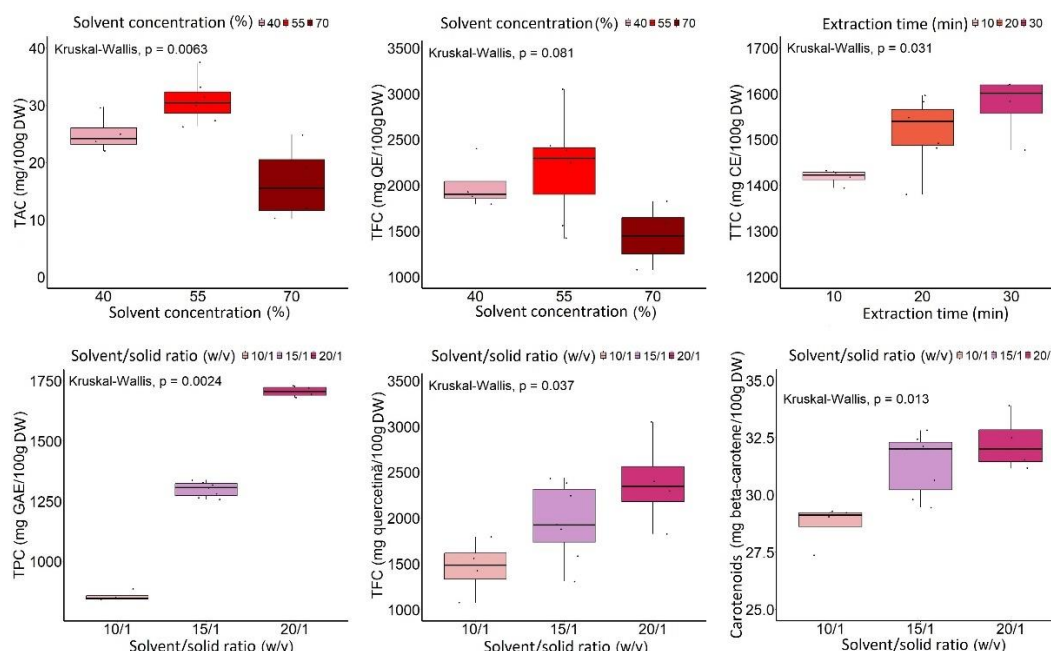 Solvent concentration (%) 40 55 70
Kruskal-Wallis, p = 0.0063
TAC (mg/100g DW)
40
30
20
10
0
40 55 70
Solvent concentration (%)
Solvent concentration (%) 40 55 70
Kruskal-Wallis, p = 0.081
TFC (mg QE/100g DW)
3500
3000
2500
2000
1500
1000
40 55 70
Solvent concentration (%)
Extraction time (min) 10 20 30
Kruskal-Wallis, p = 0.031
TTC (mg CE/100g DW)
1700
1600
1500
1400
1300
1200
10 20 30
Extraction time (min)
Solvent/solid ratio (w/v) 10/1 15/1 20/1
Kruskal-Wallis, p = 0.0024
TPC (mg GAE/100g DW)
1750
1500
1250
1000
10/1 15/1 20/1
Solvent/solid ratio (w/v)
Solvent/solid ratio (w/v) 10/1 15/1 20/1
Kruskal-Wallis, p = 0.037
TFC (mg quercetină/100g DW)
3500
3000
2500
2000
1500
1000
10/1 15/1 20/1
Solvent/solid ratio (w/v)
Solvent/solid ratio (w/v) 10/1 15/1 20/
Kruskal-Wallis, p = 0.013
Carotenoids (mg beta-carotene/100g DW)
35.0
32.5
30.0
27.5
25.0
10/1 15/1 20/1
Solvent/solid ratio (w/v)